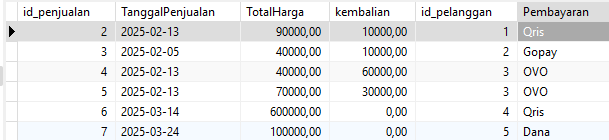 id_penjualan TanggalPenjualan TotalHarga kembalian id_pelanggan Pembayaran
2 2025-02-13 90000,00 10000,00 1 Qris
3 2025-02-05 40000,00 10000,00 2 Gopay
4 2025-02-13 40000,00 60000,00 3 OVO
5 2025-02-13 70000,00 30000,00 3 OVO
6 2025-03-14 600000,00 0,00 4 Qris
7 2025-03-24 100000,00 0,00 5 Dana